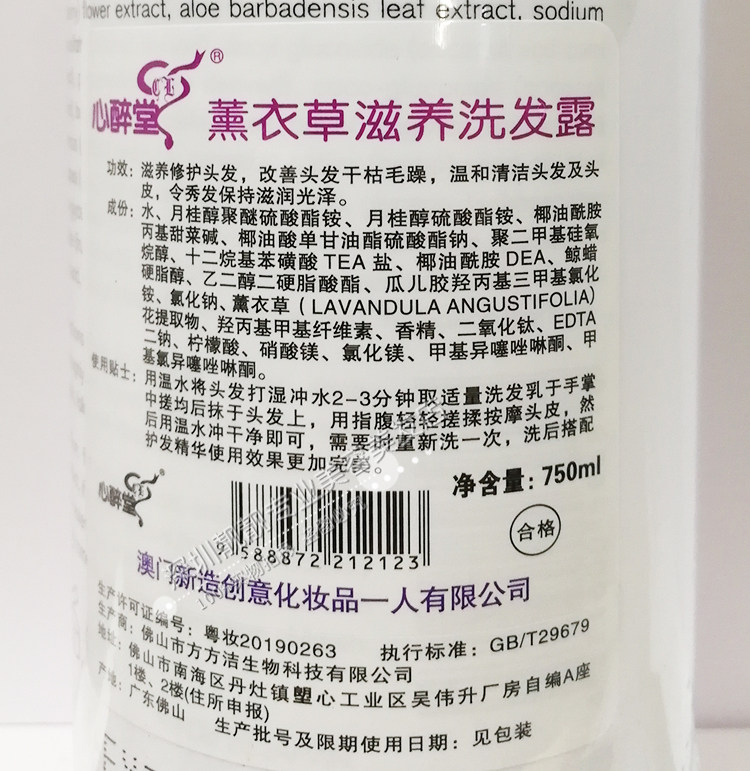 flower extract, aloe barbadensis leaf extract, sodium
心醉堂®
薰衣草滋养洗发露
功效：滋养修护头发，改善头发干枯毛躁，温和清洁头发及头
皮，令秀发保持滋润光泽。
成份：水、月桂醇聚醚硫酸酯铵、月桂醇硫酸酯铵、椰油酰胺
丙基甜菜碱、椰油酸单甘油酯硫酸酯钠、聚二甲基硅氧
烷醇、十二烷基苯磺酸TEA盐、椰油酰胺DEA、鲸蜡
硬脂醇、乙二醇二硬脂酸酯、瓜儿胶羟丙基三甲基氯化
铵、氯化钠、薰衣草（LAVANDULA ANGUSTIFOLIA）
花提取物、羟丙基甲基纤维素、香精、二氧化钛、EDTA
二钠、柠檬酸、硝酸镁、氯化镁、甲基异噻唑啉酮、甲
基氯异噻唑啉酮。
使用贴士：用温水将头发打湿冲水2-3分钟取适量洗发乳于手掌
中搓均后抹于头发上，用指腹轻轻搓揉按摩头皮，然
后用温水冲干净即可，需要时重新洗一次，洗后搭配
护发精华使用效果更加完美。
心醉堂
净含量：750ml
588872 212123
合格
澳门新造创意化妆品一人有限公司
生产许可证编号：粤妆20190263 执行标准：GB/T29679
生产商：佛山市方方洁生物科技有限公司
地址：佛山市南海区丹灶镇塱心工业区吴伟升厂房自编A座
1楼、2楼(住所申报)
产地：广东佛山 生产批号及限期使用日期：见包装